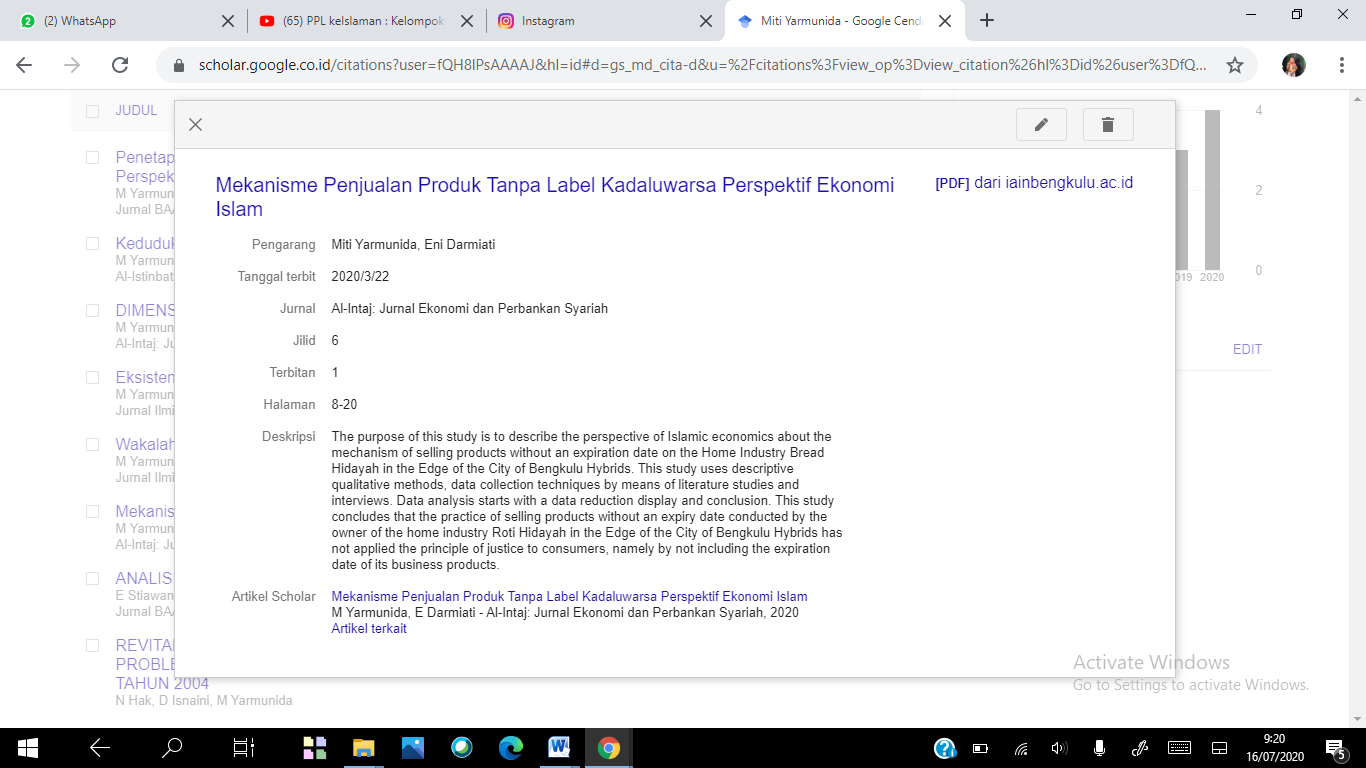 (2) WhatsApp
(65) PPL keIslaman : Kelompok
Instagram
Miti Yarmunida - Google Cende
scholar.google.co.id/citations?user=fQH8IPsAAAAJ&hl=id#d=gs_md_cita-d&u=%2Fcitations%3Fview_op%3Dview_citation%26hl%3Did%26user%3DfQ...
JUDUL
Penetap
Perspek
M Yarmun
Jurnal BA
Keduduk
M Yarmun
Al-Istinbat
DIMENS
M Yarmun
Al-Intaj: Ju
Eksisten
M Yarmun
Jurnal Ilmi
Wakalah
M Yarmun
Jurnal Ilmi
Mekanis
M Yarmun
Al-Intaj: Ju
ANALIS
E Stiawan
Jurnal BA
REVITA
PROBLE
TAHUN 2004
N Hak, D Isnaini, M Yarmunida
Mekanisme Penjualan Produk Tanpa Label Kadaluwarsa Perspektif Ekonomi
Islam
[PDF] dari iainbengkulu.ac.id
Pengarang Miti Yarmunida, Eni Darmiati
Tanggal terbit 2020/3/22
Jurnal Al-Intaj: Jurnal Ekonomi dan Perbankan Syariah
Jilid 6
Terbitan 1
Halaman 8-20
Deskripsi The purpose of this study is to describe the perspective of Islamic economics about the
mechanism of selling products without an expiration date on the Home Industry Bread
Hidayah in the Edge of the City of Bengkulu Hybrids. This study uses descriptive
qualitative methods, data collection techniques by means of literature studies and
interviews. Data analysis starts with a data reduction display and conclusion. This study
concludes that the practice of selling products without an expiry date conducted by the
owner of the home industry Roti Hidayah in the Edge of the City of Bengkulu Hybrids has
not applied the principle of justice to consumers, namely by not including the expiration
date of its business products.
Artikel Scholar Mekanisme Penjualan Produk Tanpa Label Kadaluwarsa Perspektif Ekonomi Islam
M Yarmunida, E Darmiati - Al-Intaj: Jurnal Ekonomi dan Perbankan Syariah, 2020
Artikel terkait
4
2
0
019 2020
EDIT
Activate Windows
Go to Settings to activate Windows.
9:20
16/07/2020
5